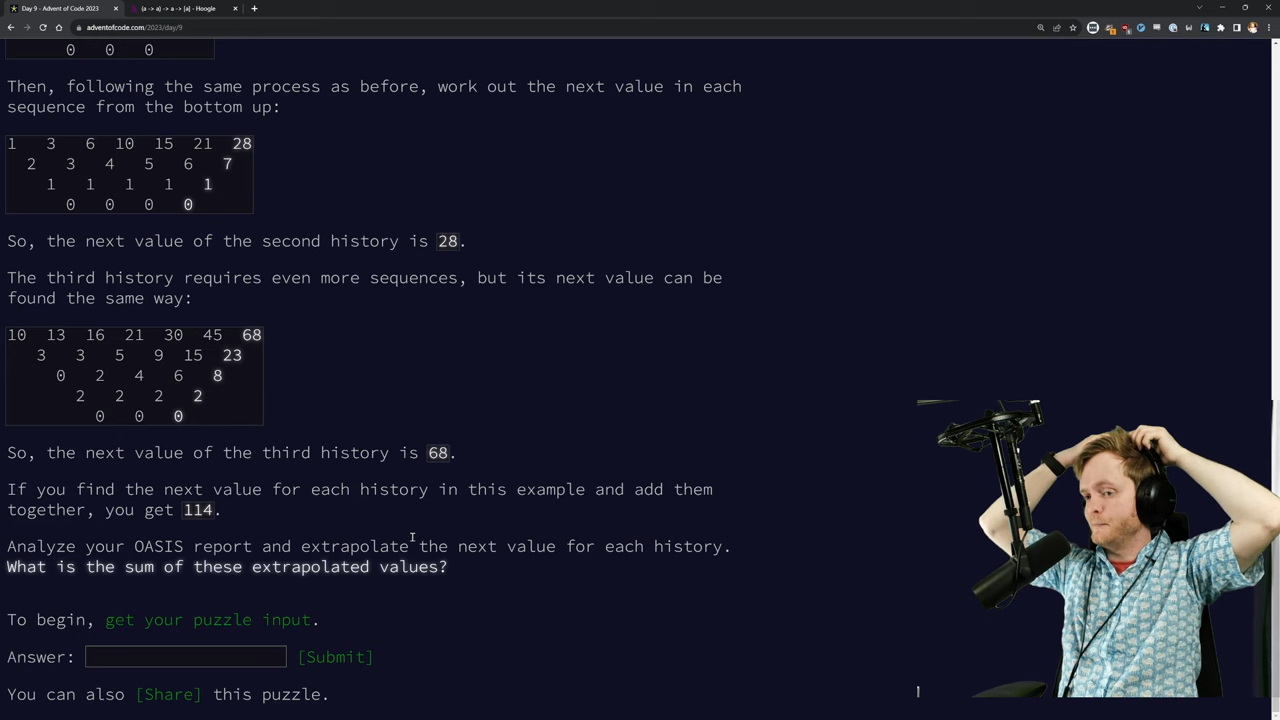 Day 9 - Advent of Code 2023
(a -> a) -> a -> [a] - Hoogle
adventofcode.com/2023/day/9
0 0 0
Then, following the same process as before, work out the next value in each
sequence from the bottom up:
1 3 6 10 15 21 28
2 3 4 5 6 7
1 1 1 1 1
0 0 0 0
So, the next value of the second history is 28.
The third history requires even more sequences, but its next value can be
found the same way:
10 13 16 21 30 45 68
3 3 5 9 15 23
0 2 4 6 8
2 2 2 2
0 0 0
So, the next value of the third history is 68.
If you find the next value for each history in this example and add them
together, you get 114.
Analyze your OASIS report and extrapolate the next value for each history.
What is the sum of these extrapolated values?
To begin, get your puzzle input.
Answer: [Submit]
You can also [Share] this puzzle.